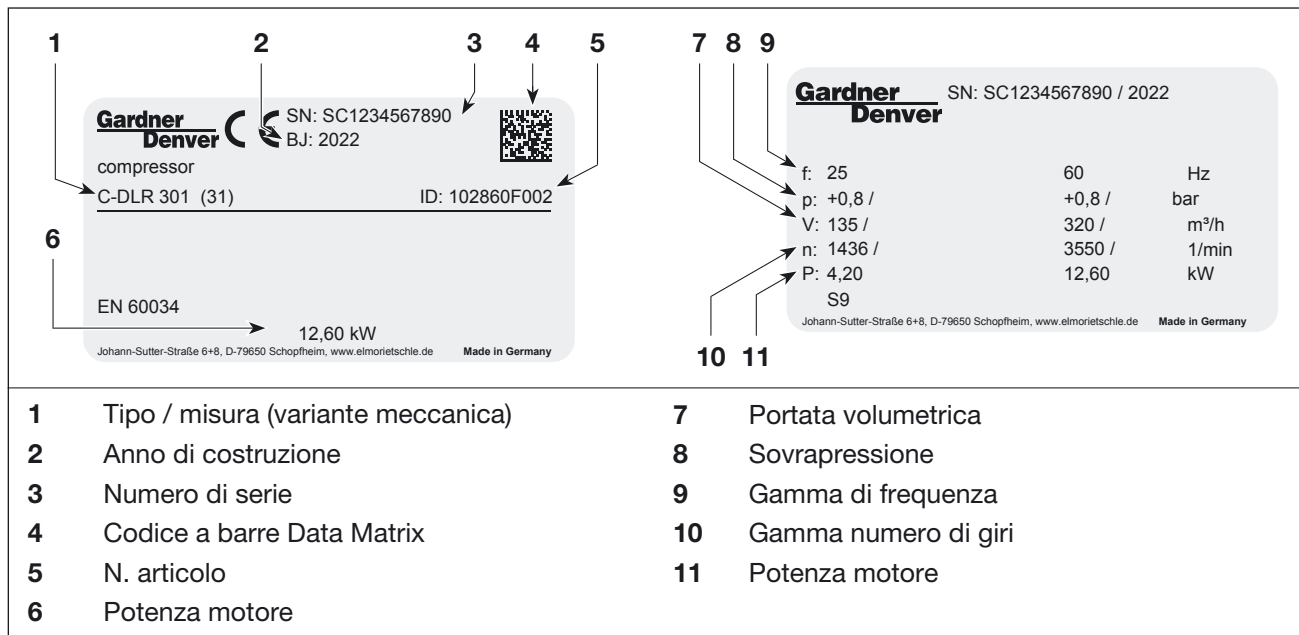 1 2 3 4 5
Gardner
Denver
CE
SN: SC1234567890
BJ: 2022
compressor
C-DLR 301 (31) ID: 102860F002
6
EN 60034
12,60 kW
Johann-Sutter-Straße 6+8, D-79650 Schopfheim, www.elmorietschle.de Made in Germany
7 8 9
Gardner
Denver
SN: SC1234567890 / 2022
f: 25 60 Hz
p: +0,8 / +0,8 / bar
V: 135 / 320 / m³/h
n: 1436 / 3550 / 1/min
P: 4,20 12,60 kW
S9
Johann-Sutter-Straße 6+8, D-79650 Schopfheim, www.elmorietschle.de Made in Germany
10 11
1 Tipo / misura (variante meccanica)
2 Anno di costruzione
3 Numero di serie
4 Codice a barre Data Matrix
5 N. articolo
6 Potenza motore
7 Portata volumetrica
8 Sovrapressione
9 Gamma di frequenza
10 Gamma numero di giri
11 Potenza motore